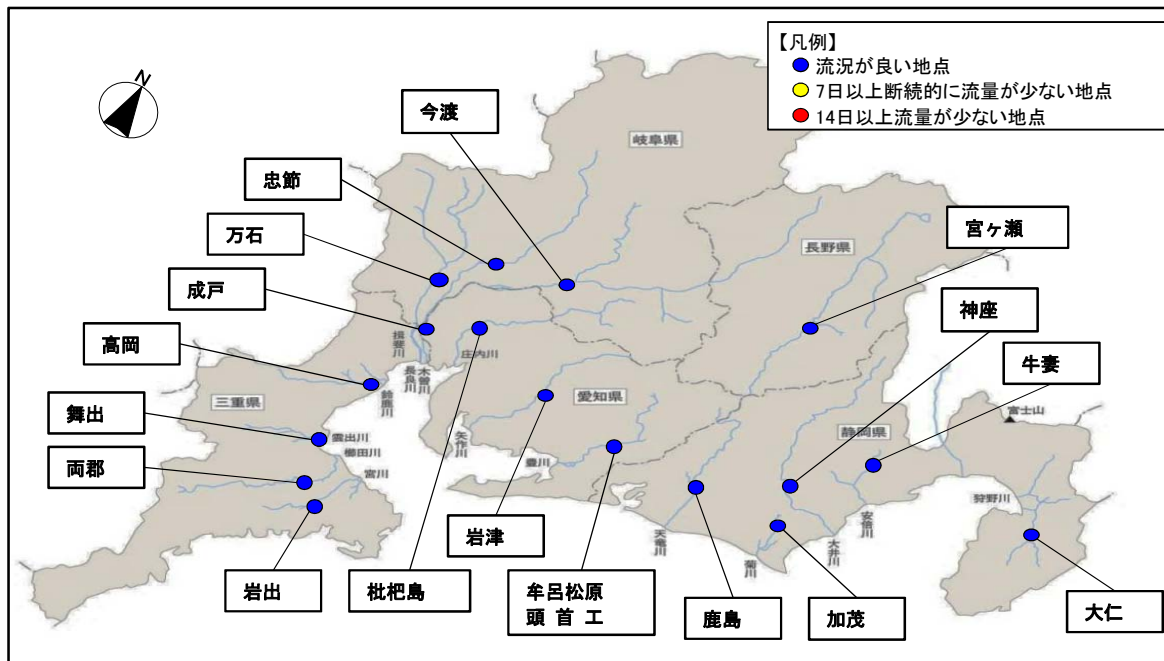 【凡例】
流況が良い地点
7日以上断続的に流量が少ない地点
14日以上流量が少ない地点
N
今渡
岐阜県
忠節
万石
長野県
宮ヶ瀬
成戸
神座
高岡
揖斐川
長良川
木曽川
庄内川
牛妻
鈴鹿川
三重県
愛知県
舞出
静岡県
富士山
雲出川
櫛田川
宮川
矢作川
豊川
両郡
狩野川
天竜川
菊川
大井川
安倍川
岩津
岩出
枇杷島
牟呂松原
頭首工
鹿島
加茂
大仁